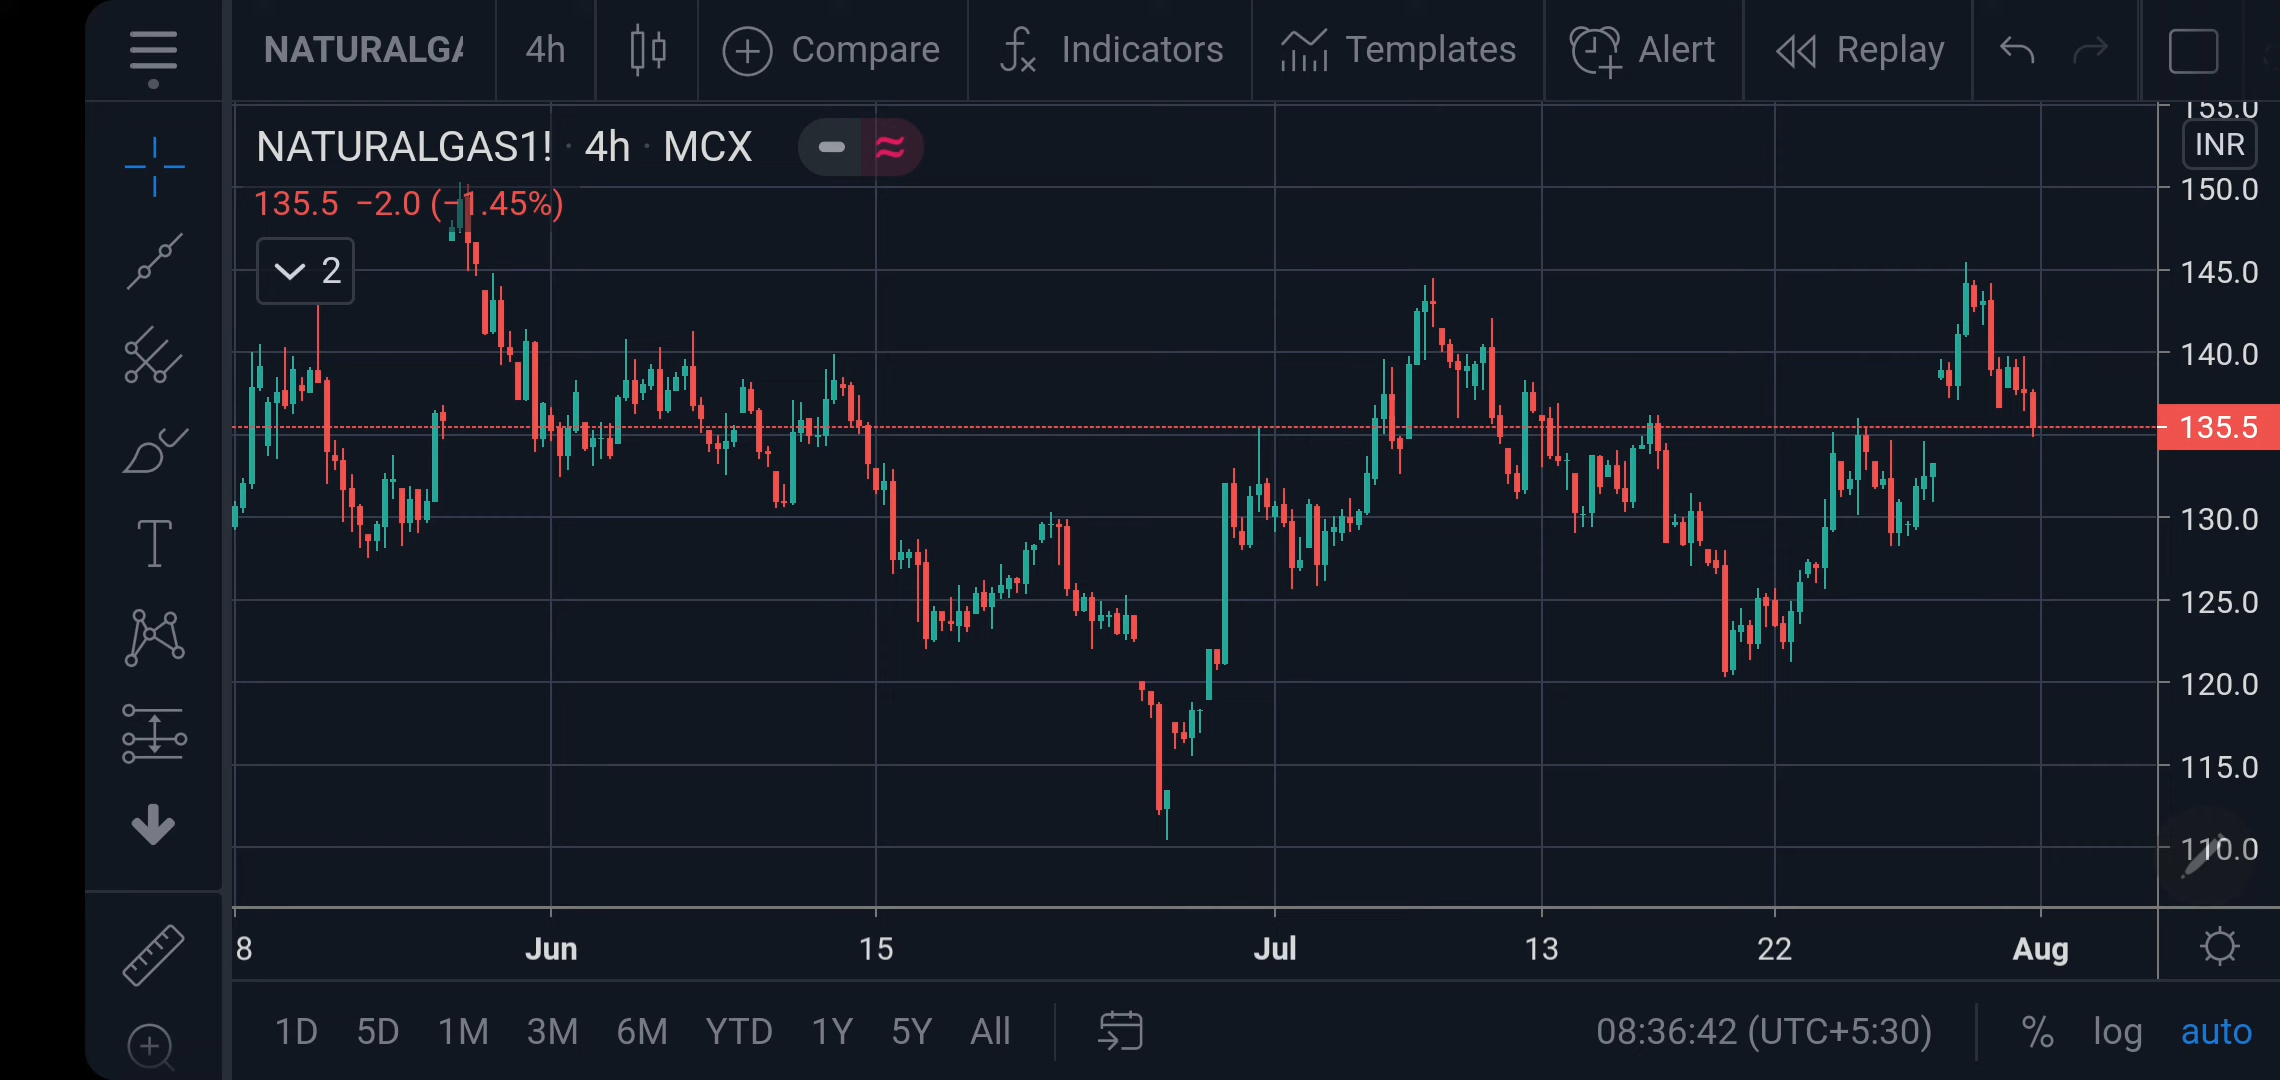 NATURALGA 4h Compare Indicators Templates Alert Replay
NATURALGAS1! · 4h · MCX
135.5 −2.0 (−1.45%)
2
155.0
INR
150.0
145.0
140.0
135.5
130.0
125.0
120.0
115.0
110.0
8 Jun 15 Jul 13 22 Aug
1D 5D 1M 3M 6M YTD 1Y 5Y All 08:36:42 (UTC+5:30) % log auto